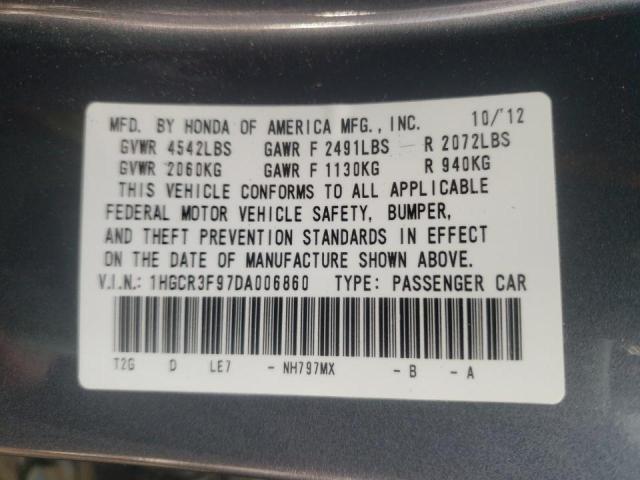 MFD. BY HONDA OF AMERICA MFG., INC. 10/'12
GVWR 4542LBS GAWR F 2491LBS - R 2072LBS
GVWR 2060KG GAWR F 1130KG R 940KG
THIS VEHICLE CONFORMS TO ALL APPLICABLE
FEDERAL MOTOR VEHICLE SAFETY, BUMPER,
AND THEFT PREVENTION STANDARDS IN EFFECT
ON THE DATE OF MANUFACTURE SHOWN ABOVE.
V.I.N.: 1HGCR3F97DA006860 TYPE: PASSENGER CAR
T2G D LE7 - NH797MX - B - A